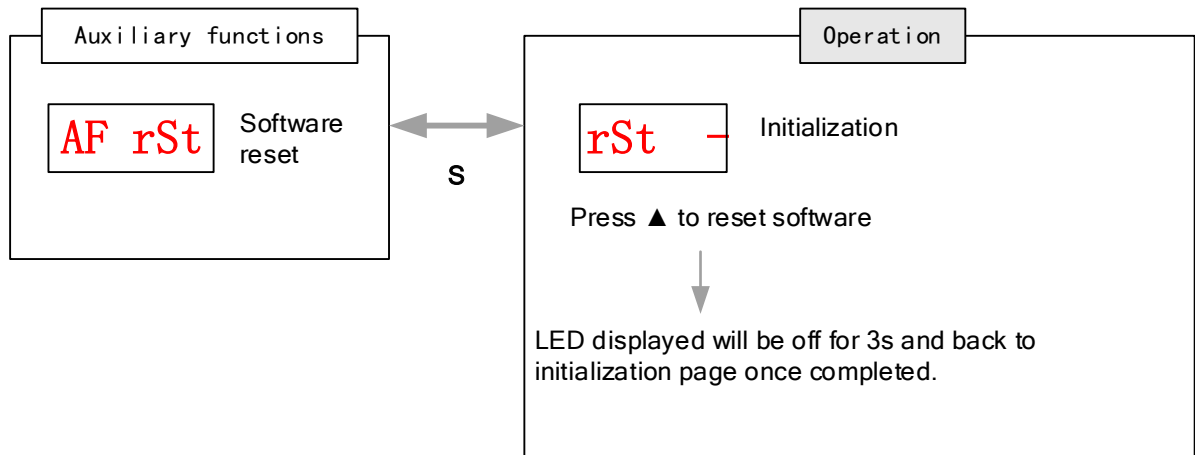 Auxiliary functions
AF rSt
Software
reset
S
Operation
rSt -
Initialization
Press ▲ to reset software
LED displayed will be off for 3s and back to
initialization page once completed.